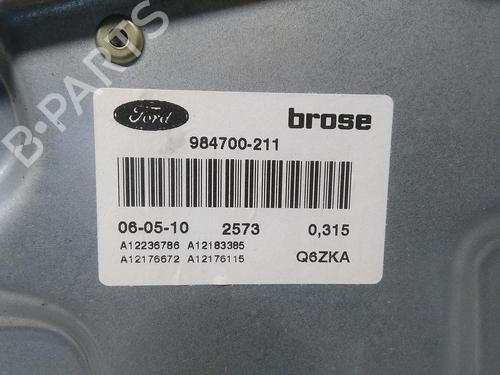 B-PARTS
Ford brose
984700-211
06-05-10 2573 0,315
A12236786 A12183385
A12176672 A12176115 Q6ZKA